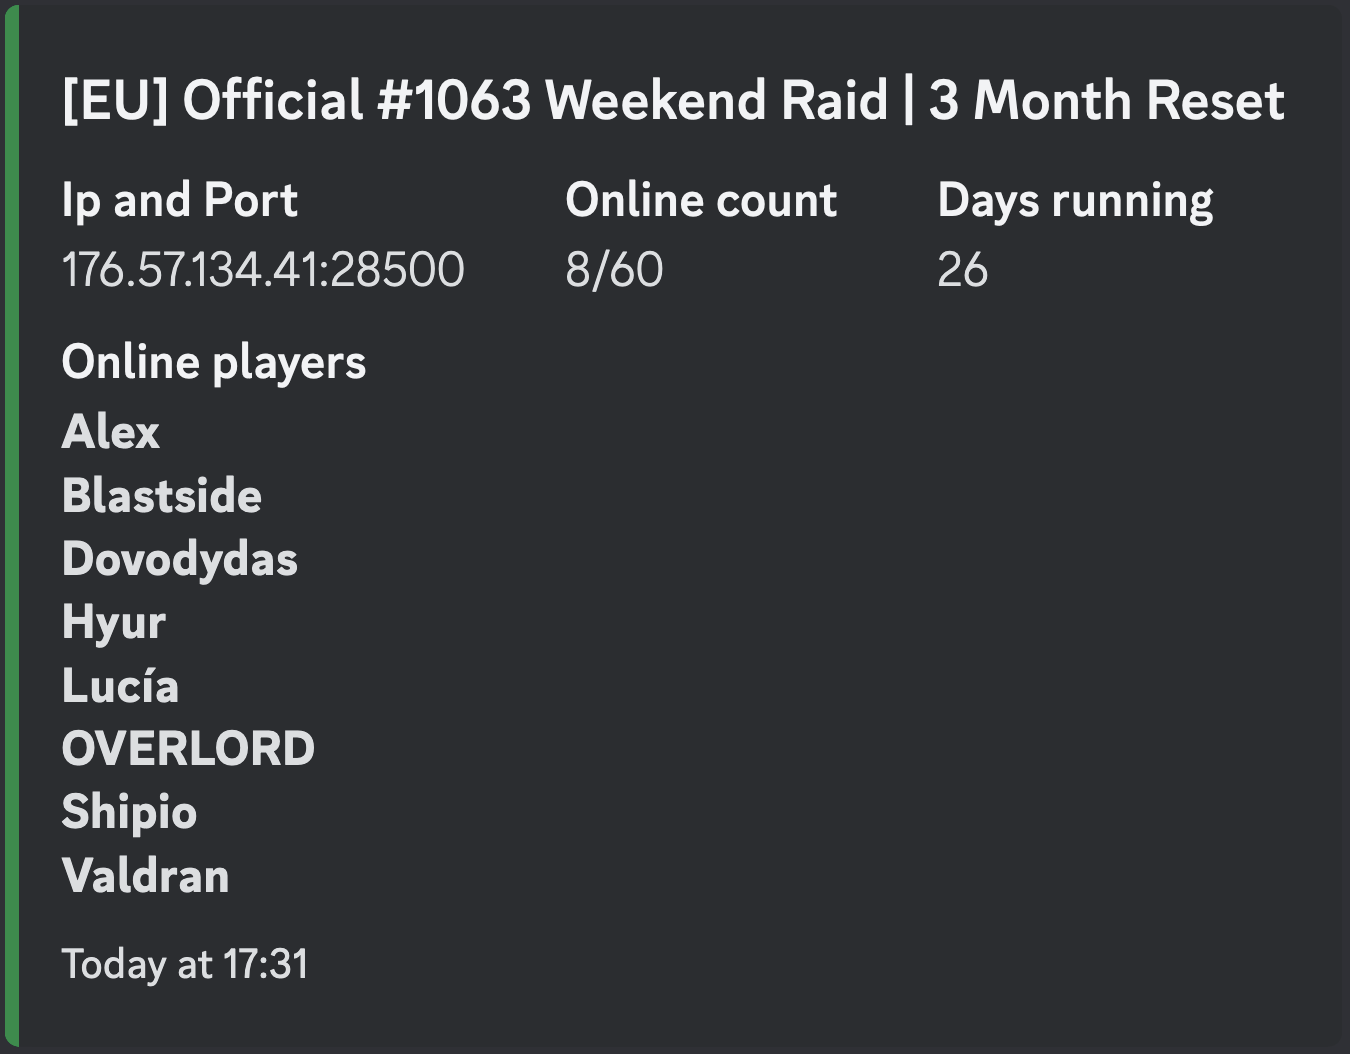 [EU] Official #1063 Weekend Raid | 3 Month Reset
Ip and Port Online count Days running
176.57.134.41:28500 8/60 26
Online players
Alex
Blastside
Dovodydas
Hyur
Lucía
OVERLORD
Shipio
Valdran
Today at 17:31